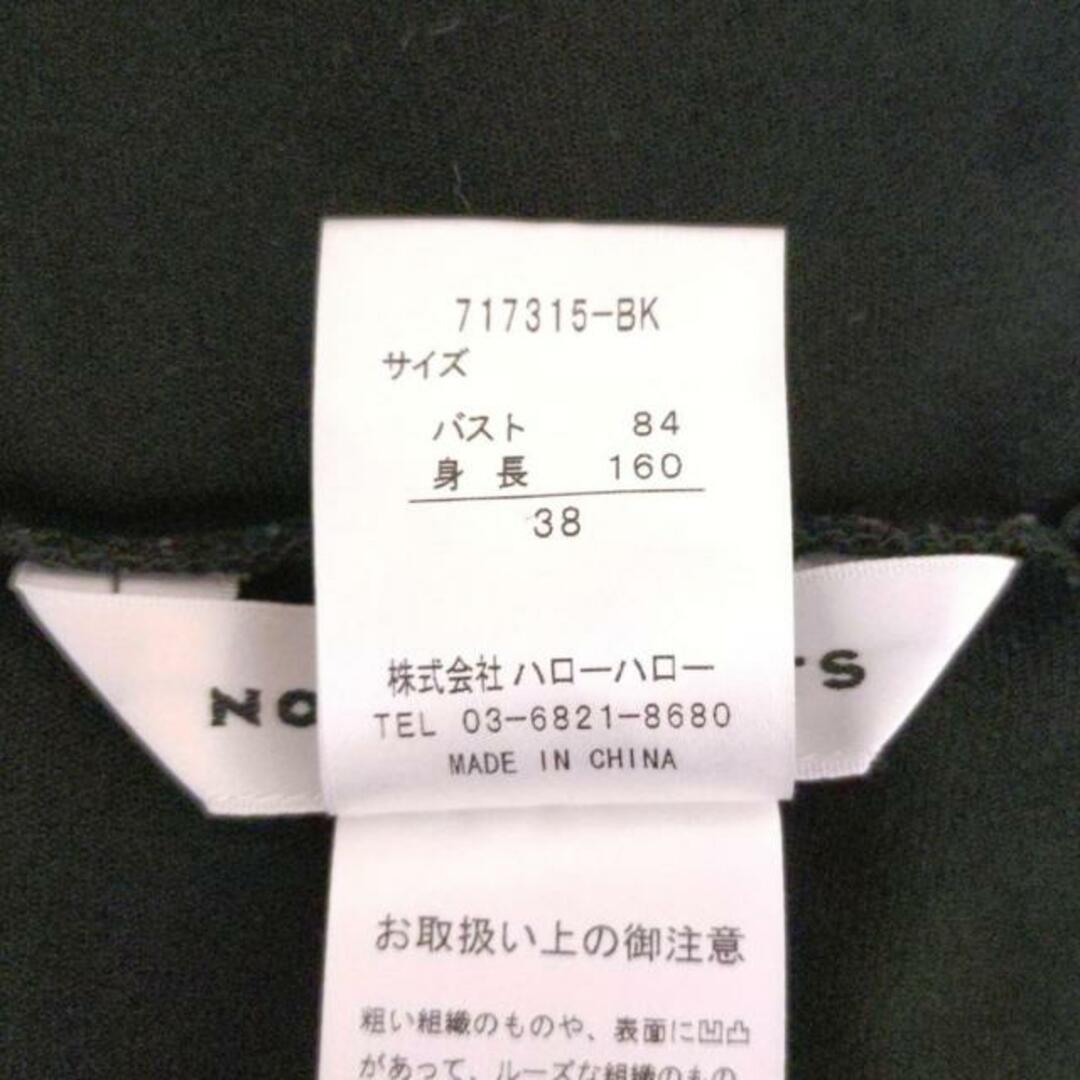 717315-BK
サイズ
バスト 84
身長 160
38
株式会社ハローハロー
TEL 03-6821-8680
MADE IN CHINA
お取扱い上の御注意
粗い組織のものや、表面に凹凸
があって、ルーズな組織のもの